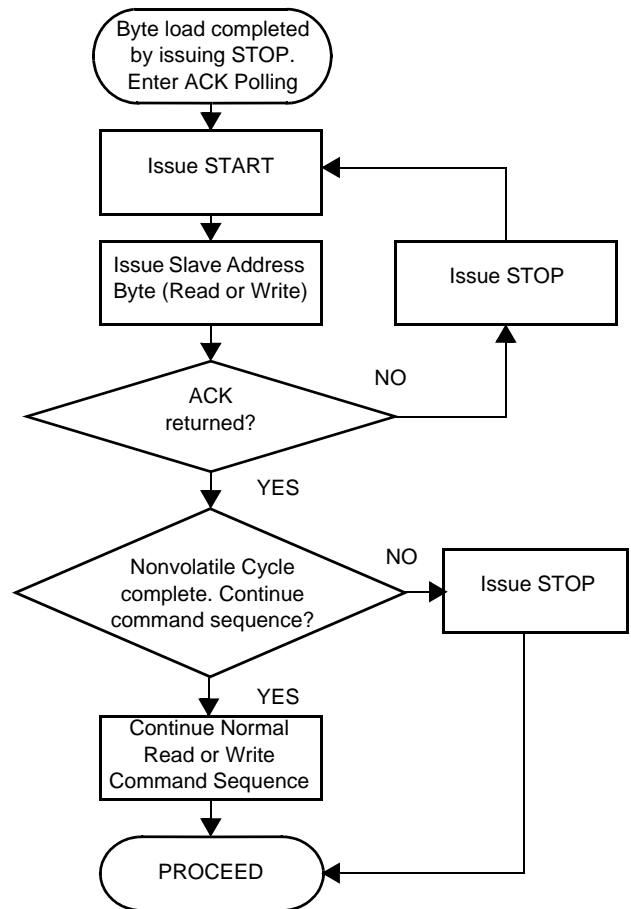 Byte load completed
by issuing STOP.
Enter ACK Polling
Issue START
Issue Slave Address
Byte (Read or Write)
Issue STOP
NO
ACK
returned?
YES
NO
Nonvolatile Cycle
complete. Continue
command sequence?
Issue STOP
YES
Continue Normal
Read or Write
Command Sequence
PROCEED